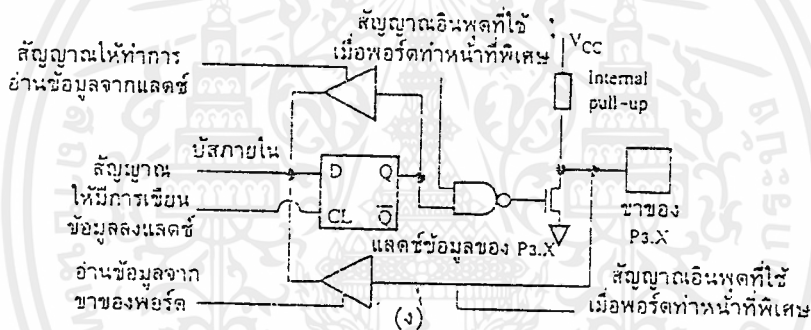 สัญญาณอินพุตที่ใช้
เมื่อพอร์ตทำหน้าที่พิเศษ
VCC
สัญญาณให้ทำการ
อ่านข้อมูลจากแลตช์
Internal
pull-up
บัสภายใน
สัญญาณ
ให้มีการเขียน
ข้อมูลลงแลตช์
D Q
CL Q̅
ขาของ
P3.X
แลตช์ข้อมูลของ P3.X
อ่านข้อมูลจาก
ขาของพอร์ต
สัญญาณอินพุตที่ใช้
เมื่อพอร์ตทำหน้าที่พิเศษ
(ง)